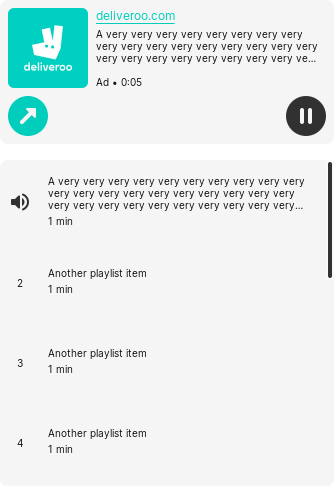 deliveroo
deliveroo.com
A very very very very very very very
very very very very very very very very
very very very very very very very ve...
Ad • 0:05
A very very very very very very very very very
very very very very very very very very very very
very very very very very very very very very very...
1 min
2
Another playlist item
1 min
3
Another playlist item
1 min
4
Another playlist item
1 min